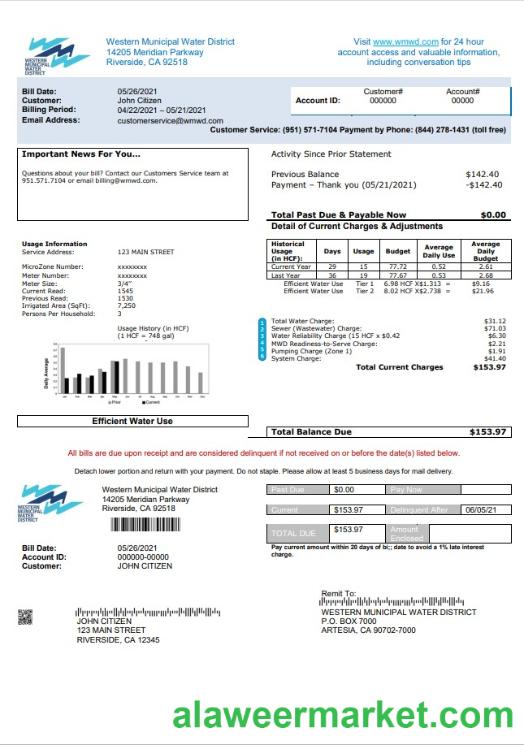 WESTERN
MUNICIPAL
WATER
DISTRICT
Western Municipal Water District
14205 Meridian Parkway
Riverside, CA 92518
Visit www.wmwd.com for 24 hour
account access and valuable information,
including conversation tips
Bill Date: 05/26/2021
Customer: John Citizen
Billing Period: 04/22/2021 – 05/21/2021
Email Address: customerservice@wmwd.com
Customer# Account#
Account ID: 000000 0000
Customer Service: (951) 571-7104 Payment by Phone: (844) 278-1431 (toll free)
Important News For You...
Questions about your bill? Contact our Customers Service team at
951.571.7104 or email billing@wmwd.com.
Activity Since Prior Statement
Previous Balance $142.40
Payment – Thank you (05/21/2021) -$142.40
Total Past Due & Payable Now $0.00
Detail of Current Charges & Adjustments
Historical Usage (in HCF): Days Usage Budget Average Daily Use Average Daily Budget
Current Year 29 15 77.72 0.52 2.61
Last Year 36 19 77.67 0.53 2.68
Efficient Water Use Tier 1 6.98 HCF X$1.313 = $9.16
Efficient Water Use Tier 2 8.02 HCF X$2.738 = $21.96
Usage Information
Service Address: 123 MAIN STREET
MicroZone Number: xxxxxxxx
Meter Number: xxxxxxxx
Meter Size: 3/4"
Current Read: 1545
Previous Read: 1530
Irrigated Area (SqFt): 7,250
Persons Per Household: 3
Usage History (in HCF)
(1 HCF = 748 gal)
Daily Average
Prior Current
Efficient Water Use
1 Total Water Charge: $31.12
2 Sewer (Wastewater) Charge: $71.03
3 Water Reliability Charge (15 HCF x $0.42 $6.30
4 MWD Readiness-to-Serve Charge: $2.21
5 Pumping Charge (Zone 1) $1.91
6 System Charge: $41.40
Total Current Charges $153.97
Total Balance Due $153.97
All bills are due upon receipt and are considered delinquent if not received on or before the date(s) listed below.
Detach lower portion and return with your payment. Do not staple. Please allow at least 5 business days for mail delivery.
WESTERN
MUNICIPAL
WATER
DISTRICT
Western Municipal Water District
14205 Meridian Parkway
Riverside, CA 92518
Past Due $0.00 Pay Now
Current $153.97 Delinquent After 06/05/21
TOTAL DUE $153.97 Amount Enclosed
Pay current amount within 20 days of date to avoid a 1% late interest
charge.
Bill Date: 05/26/2021
Account ID: 000000-00000
Customer: JOHN CITIZEN
JOHN CITIZEN
123 MAIN STREET
RIVERSIDE, CA 12345
Remit To:
WESTERN MUNICIPAL WATER DISTRICT
P.O. BOX 7000
ARTESIA, CA 90702-7000
alaweermarket.com